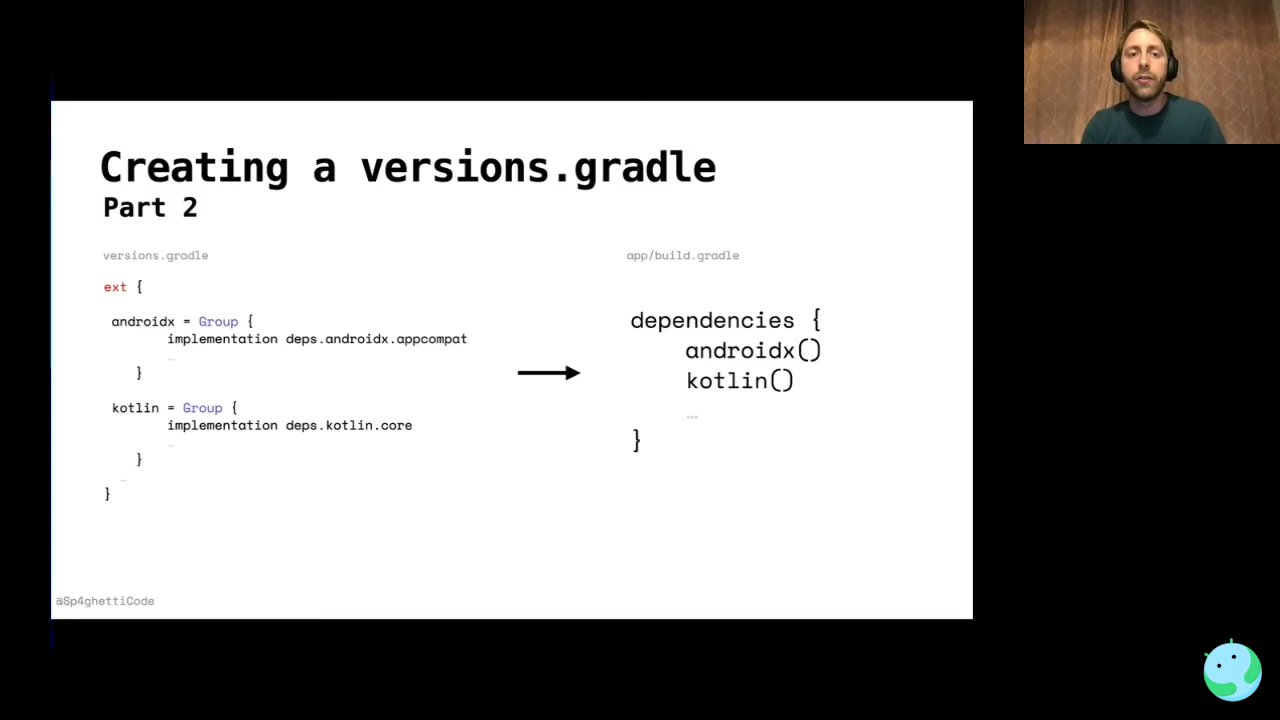 Creating a versions.gradle
Part 2
versions.gradle
ext {
androidx = Group {
implementation deps.androidx.appcompat
…
}
kotlin = Group {
implementation deps.kotlin.core
…
}
…
}
app/build.gradle
dependencies {
androidx()
kotlin()
…
}
@Sp4ghettiCode